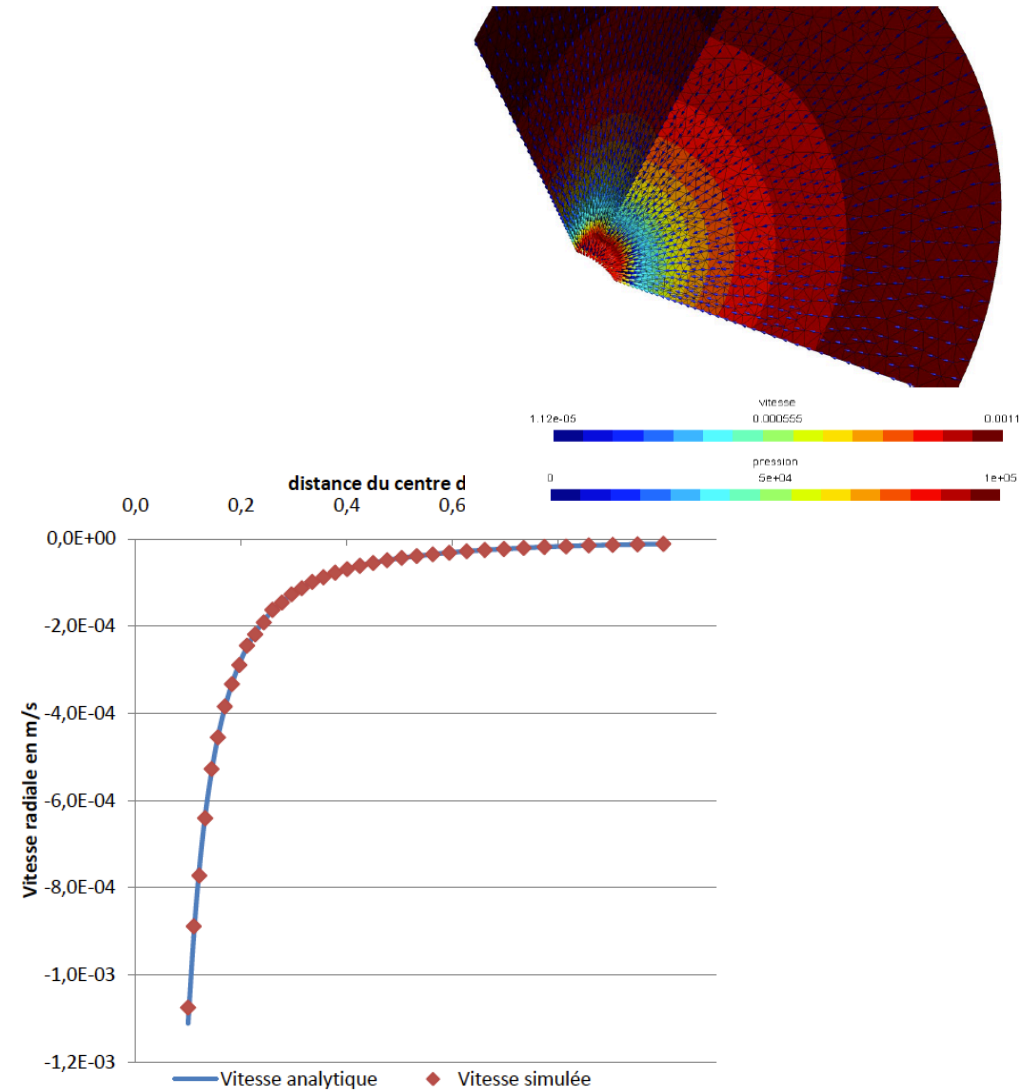 vitesse
1.12e-05 0.000555 0.0011
pression
0 5e+04 1e+05
distance du centre d
0,0 0,2 0,4 0,6
0,0E+00
-2,0E-04
-4,0E-04
-6,0E-04
-8,0E-04
-1,0E-03
-1,2E-03
Vitesse radiale en m/s
Vitesse analytique Vitesse simulée